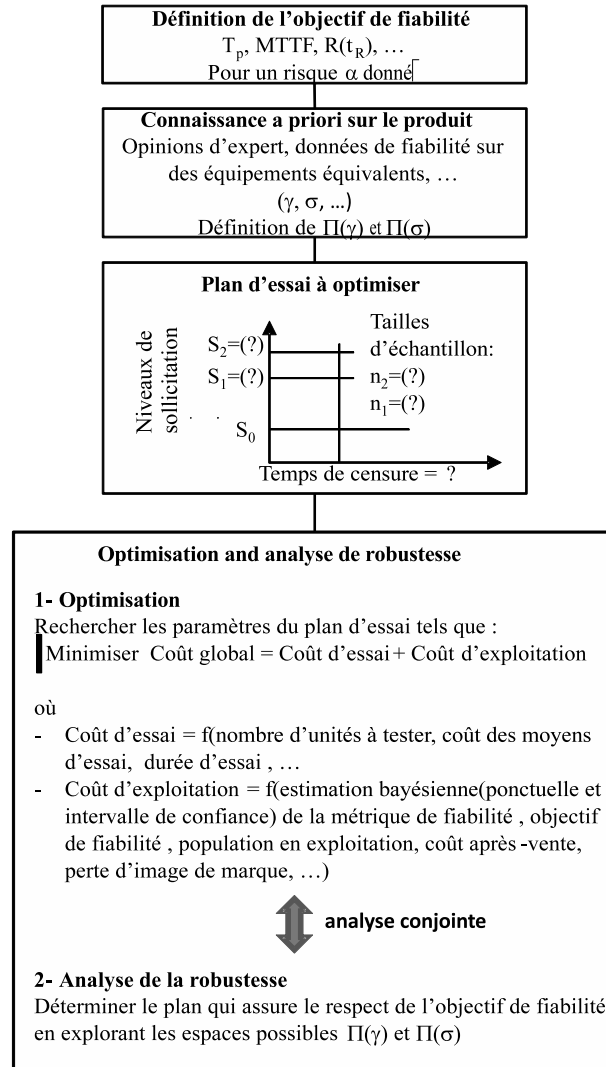 Définition de l'objectif de fiabilité
Tp, MTTF, R(tR), …
Pour un risque α donné
Connaissance a priori sur le produit
Opinions d'expert, données de fiabilité sur
des équipements équivalents, …
(γ, σ, …)
Définition de Π(γ) et Π(σ)
Plan d'essai à optimiser
Niveaux de
sollicitation
S2=(?)
S1=(?)
S0
Tailles
d'échantillon:
n2=(?)
n1=(?)
Temps de censure = ?
Optimisation and analyse de robustesse
1- Optimisation
Rechercher les paramètres du plan d'essai tels que :
Minimiser Coût global = Coût d'essai + Coût d'exploitation
où
- Coût d'essai = f(nombre d'unités à tester, coût des moyens
d'essai, durée d'essai , …
- Coût d'exploitation = f(estimation bayésienne(ponctuelle et
intervalle de confiance) de la métrique de fiabilité , objectif
de fiabilité , population en exploitation, coût après-vente,
perte d'image de marque, …)
analyse conjointe
2- Analyse de la robustesse
Déterminer le plan qui assure le respect de l'objectif de fiabilité
en explorant les espaces possibles Π(γ) et Π(σ)